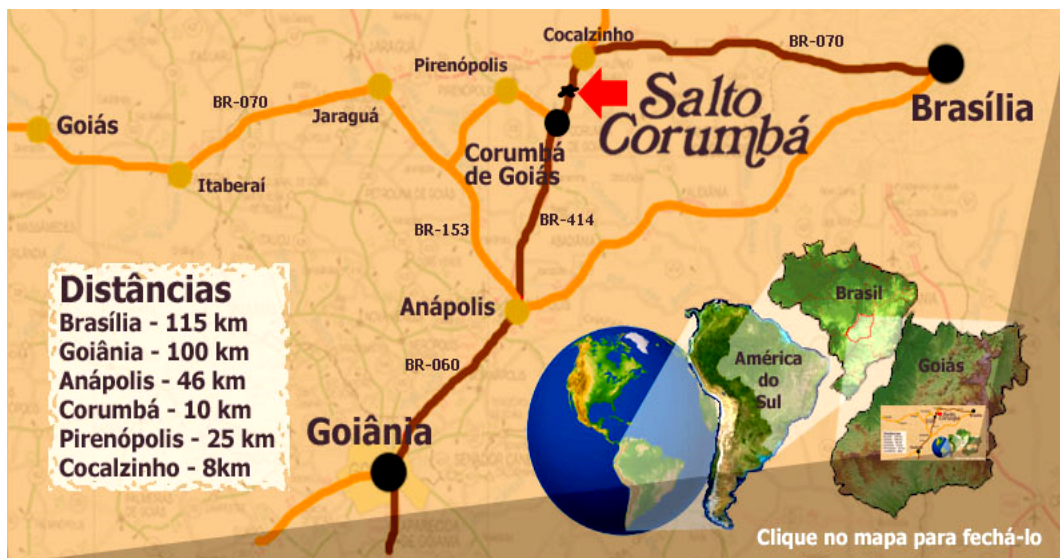 Cocalzinho
BR-070
Pirenópolis
BR-070
Salto
Corumbá
Brasília
Goiás
Jaraguá
Corumbá
de Goiás
Itaberaí
BR-414
BR-153
Distâncias
Brasília - 115 km
Goiânia - 100 km
Anápolis - 46 km
Corumbá - 10 km
Pirenópolis - 25 km
Cocalzinho - 8km
Anápolis
BR-060
Goiânia
Brasil
América
do
Sul
Goiás
Clique no mapa para fechá-lo